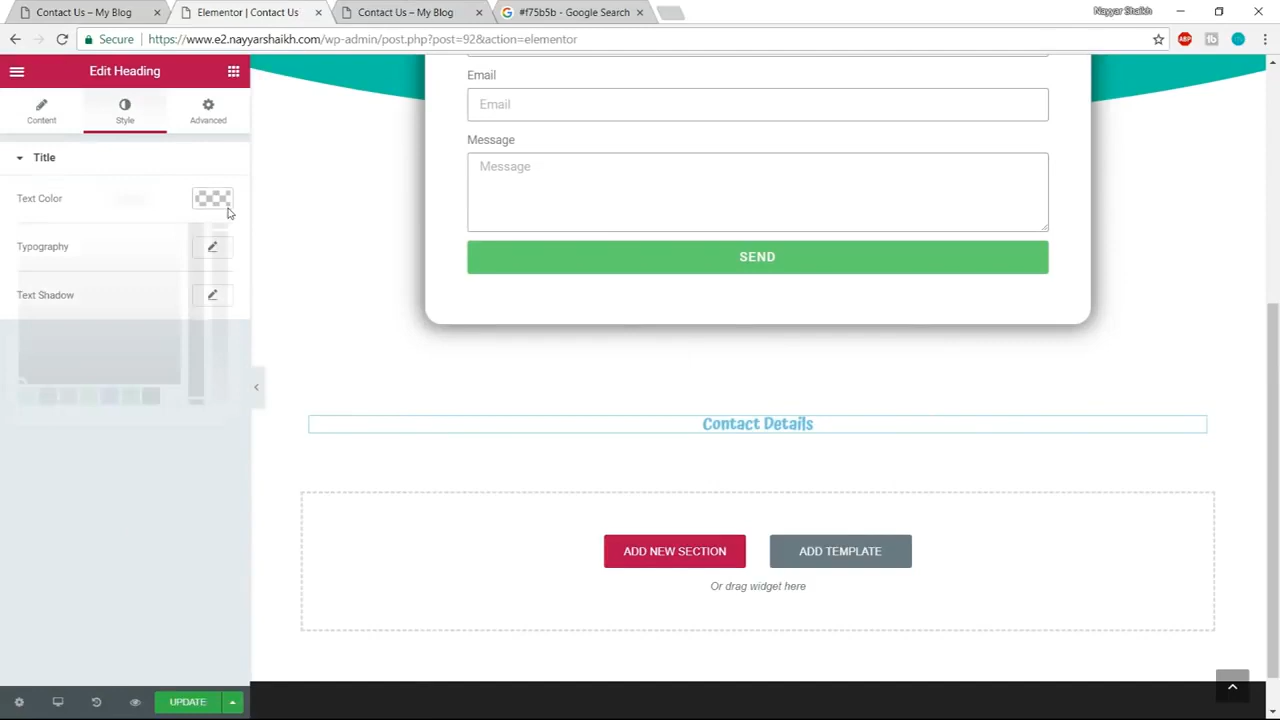 Contact Us – My Blog
Elementor | Contact Us
Contact Us – My Blog
#f75b5b - Google Search
Nayyar Shaikh
Secure
https://www.e2.nayyarshaikh.com/wp-admin/post.php?post=92&action=elementor
ABP
Edit Heading
Content
Style
Advanced
Title
Text Color
Typography
Text Shadow
UPDATE
Email
Email
Message
Message
SEND
Contact Details
ADD NEW SECTION
ADD TEMPLATE
Or drag widget here